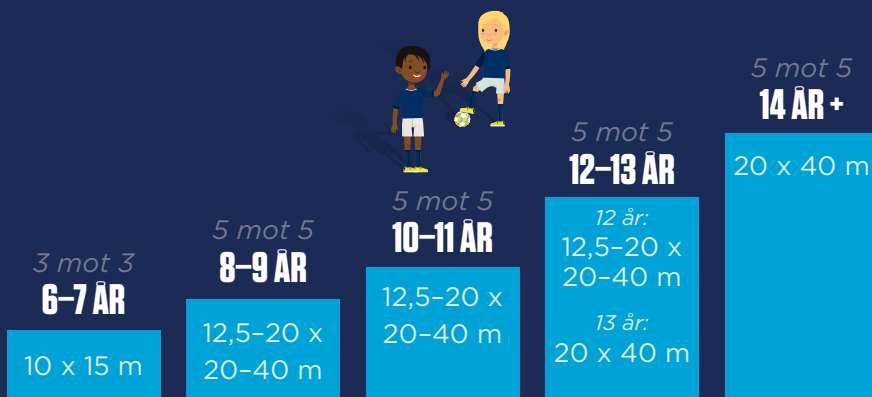 3 mot 3
6–7 ÅR
10 x 15 m
5 mot 5
8–9 ÅR
12,5–20 x
20–40 m
5 mot 5
10–11 ÅR
12,5–20 x
20–40 m
5 mot 5
12–13 ÅR
12 år:
12,5–20 x
20–40 m
13 år:
20 x 40 m
5 mot 5
14 ÅR +
20 x 40 m